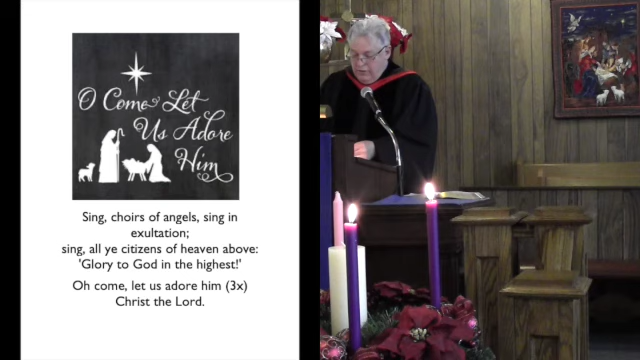 O Come Let
Us Adore
Him
Sing, choirs of angels, sing in
exultation;
sing, all ye citizens of heaven above:
'Glory to God in the highest!'
Oh come, let us adore him (3x)
Christ the Lord.